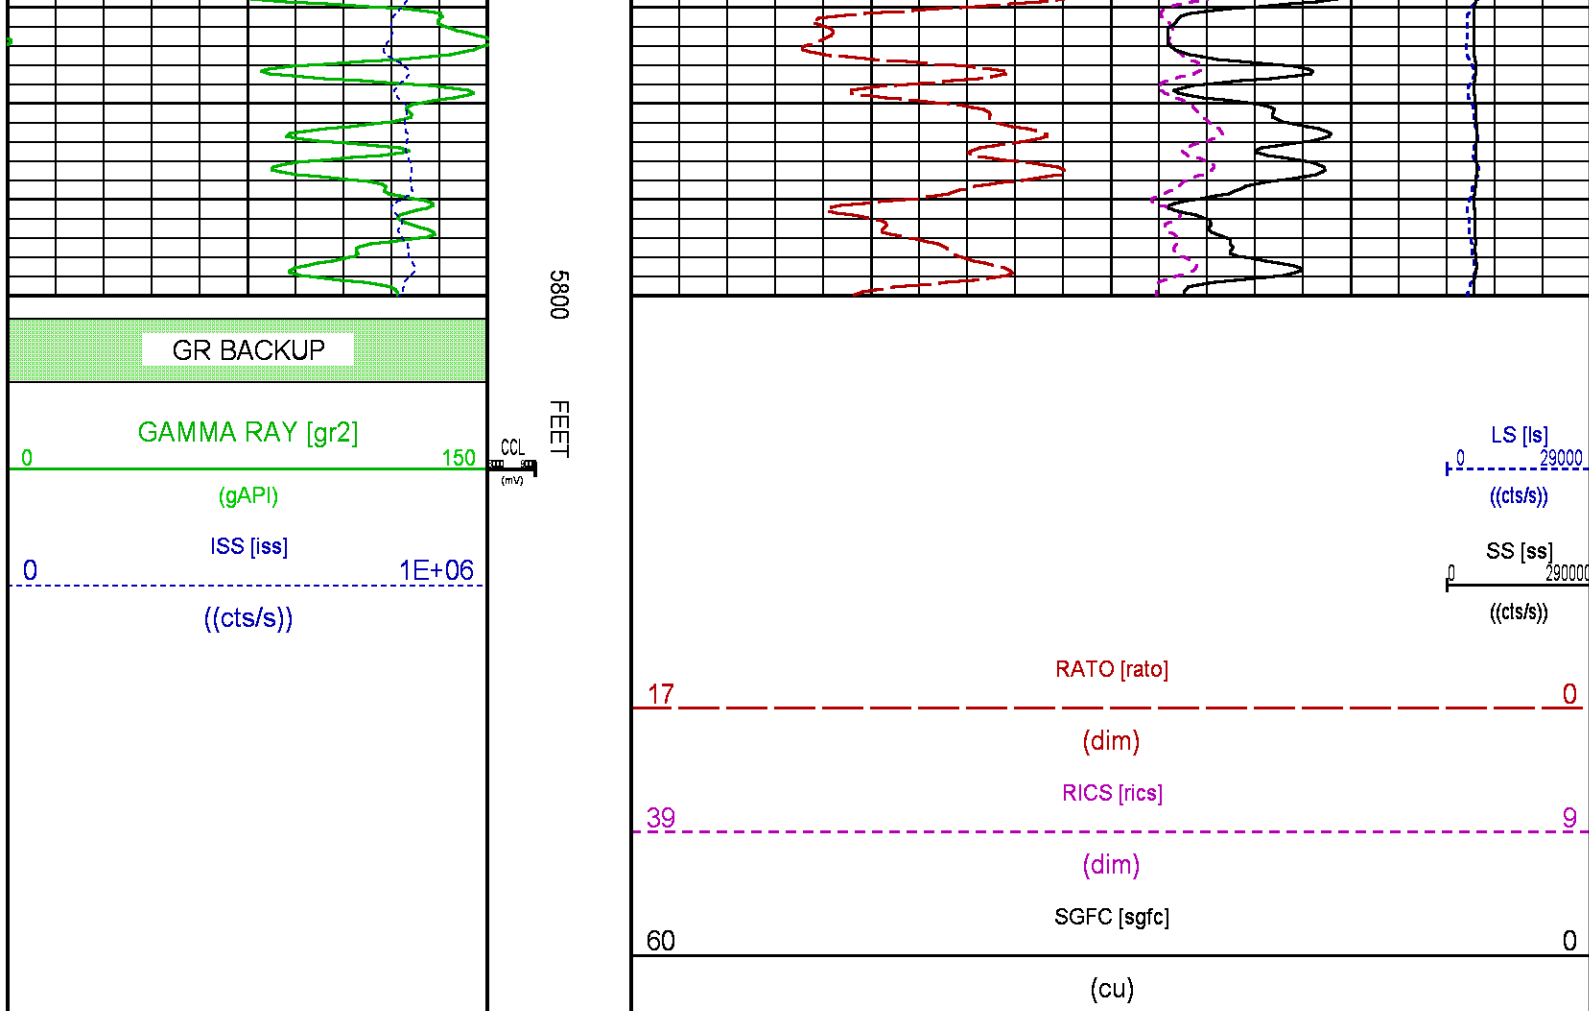 5800
FEET
GR BACKUP
GAMMA RAY [gr2]
0 150
(gAPI)
ISS [iss]
0 1E+06
((cts/s))
CCL
(mV)
LS [ls]
0 29000
((cts/s))
SS [ss]
0 290000
((cts/s))
RATO [rato]
17 0
(dim)
RICS [rics]
39 9
(dim)
SGFC [sgfc]
60 0
(cu)